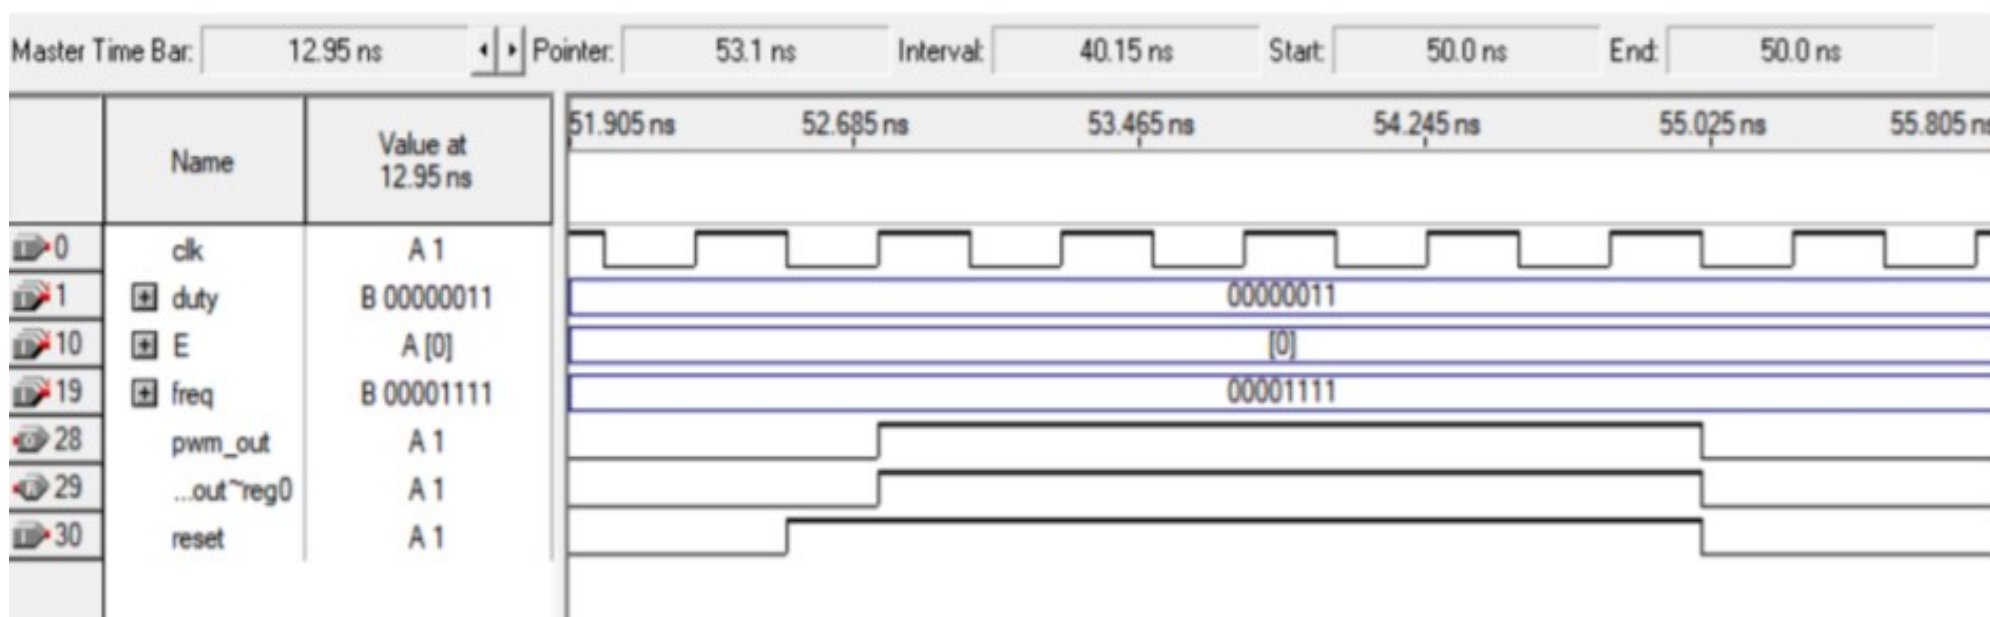 Master Time Bar: 12.95 ns Pointer: 53.1 ns Interval: 40.15 ns Start: 50.0 ns End: 50.0 ns
Name Value at 12.95 ns 51.905 ns 52.685 ns 53.465 ns 54.245 ns 55.025 ns 55.805 ns
0 clk A 1
1 duty B 00000011 00000011
10 E A [0] [0]
19 freq B 00001111 00001111
28 pwm_out A 1
29 ...out~reg0 A 1
30 reset A 1